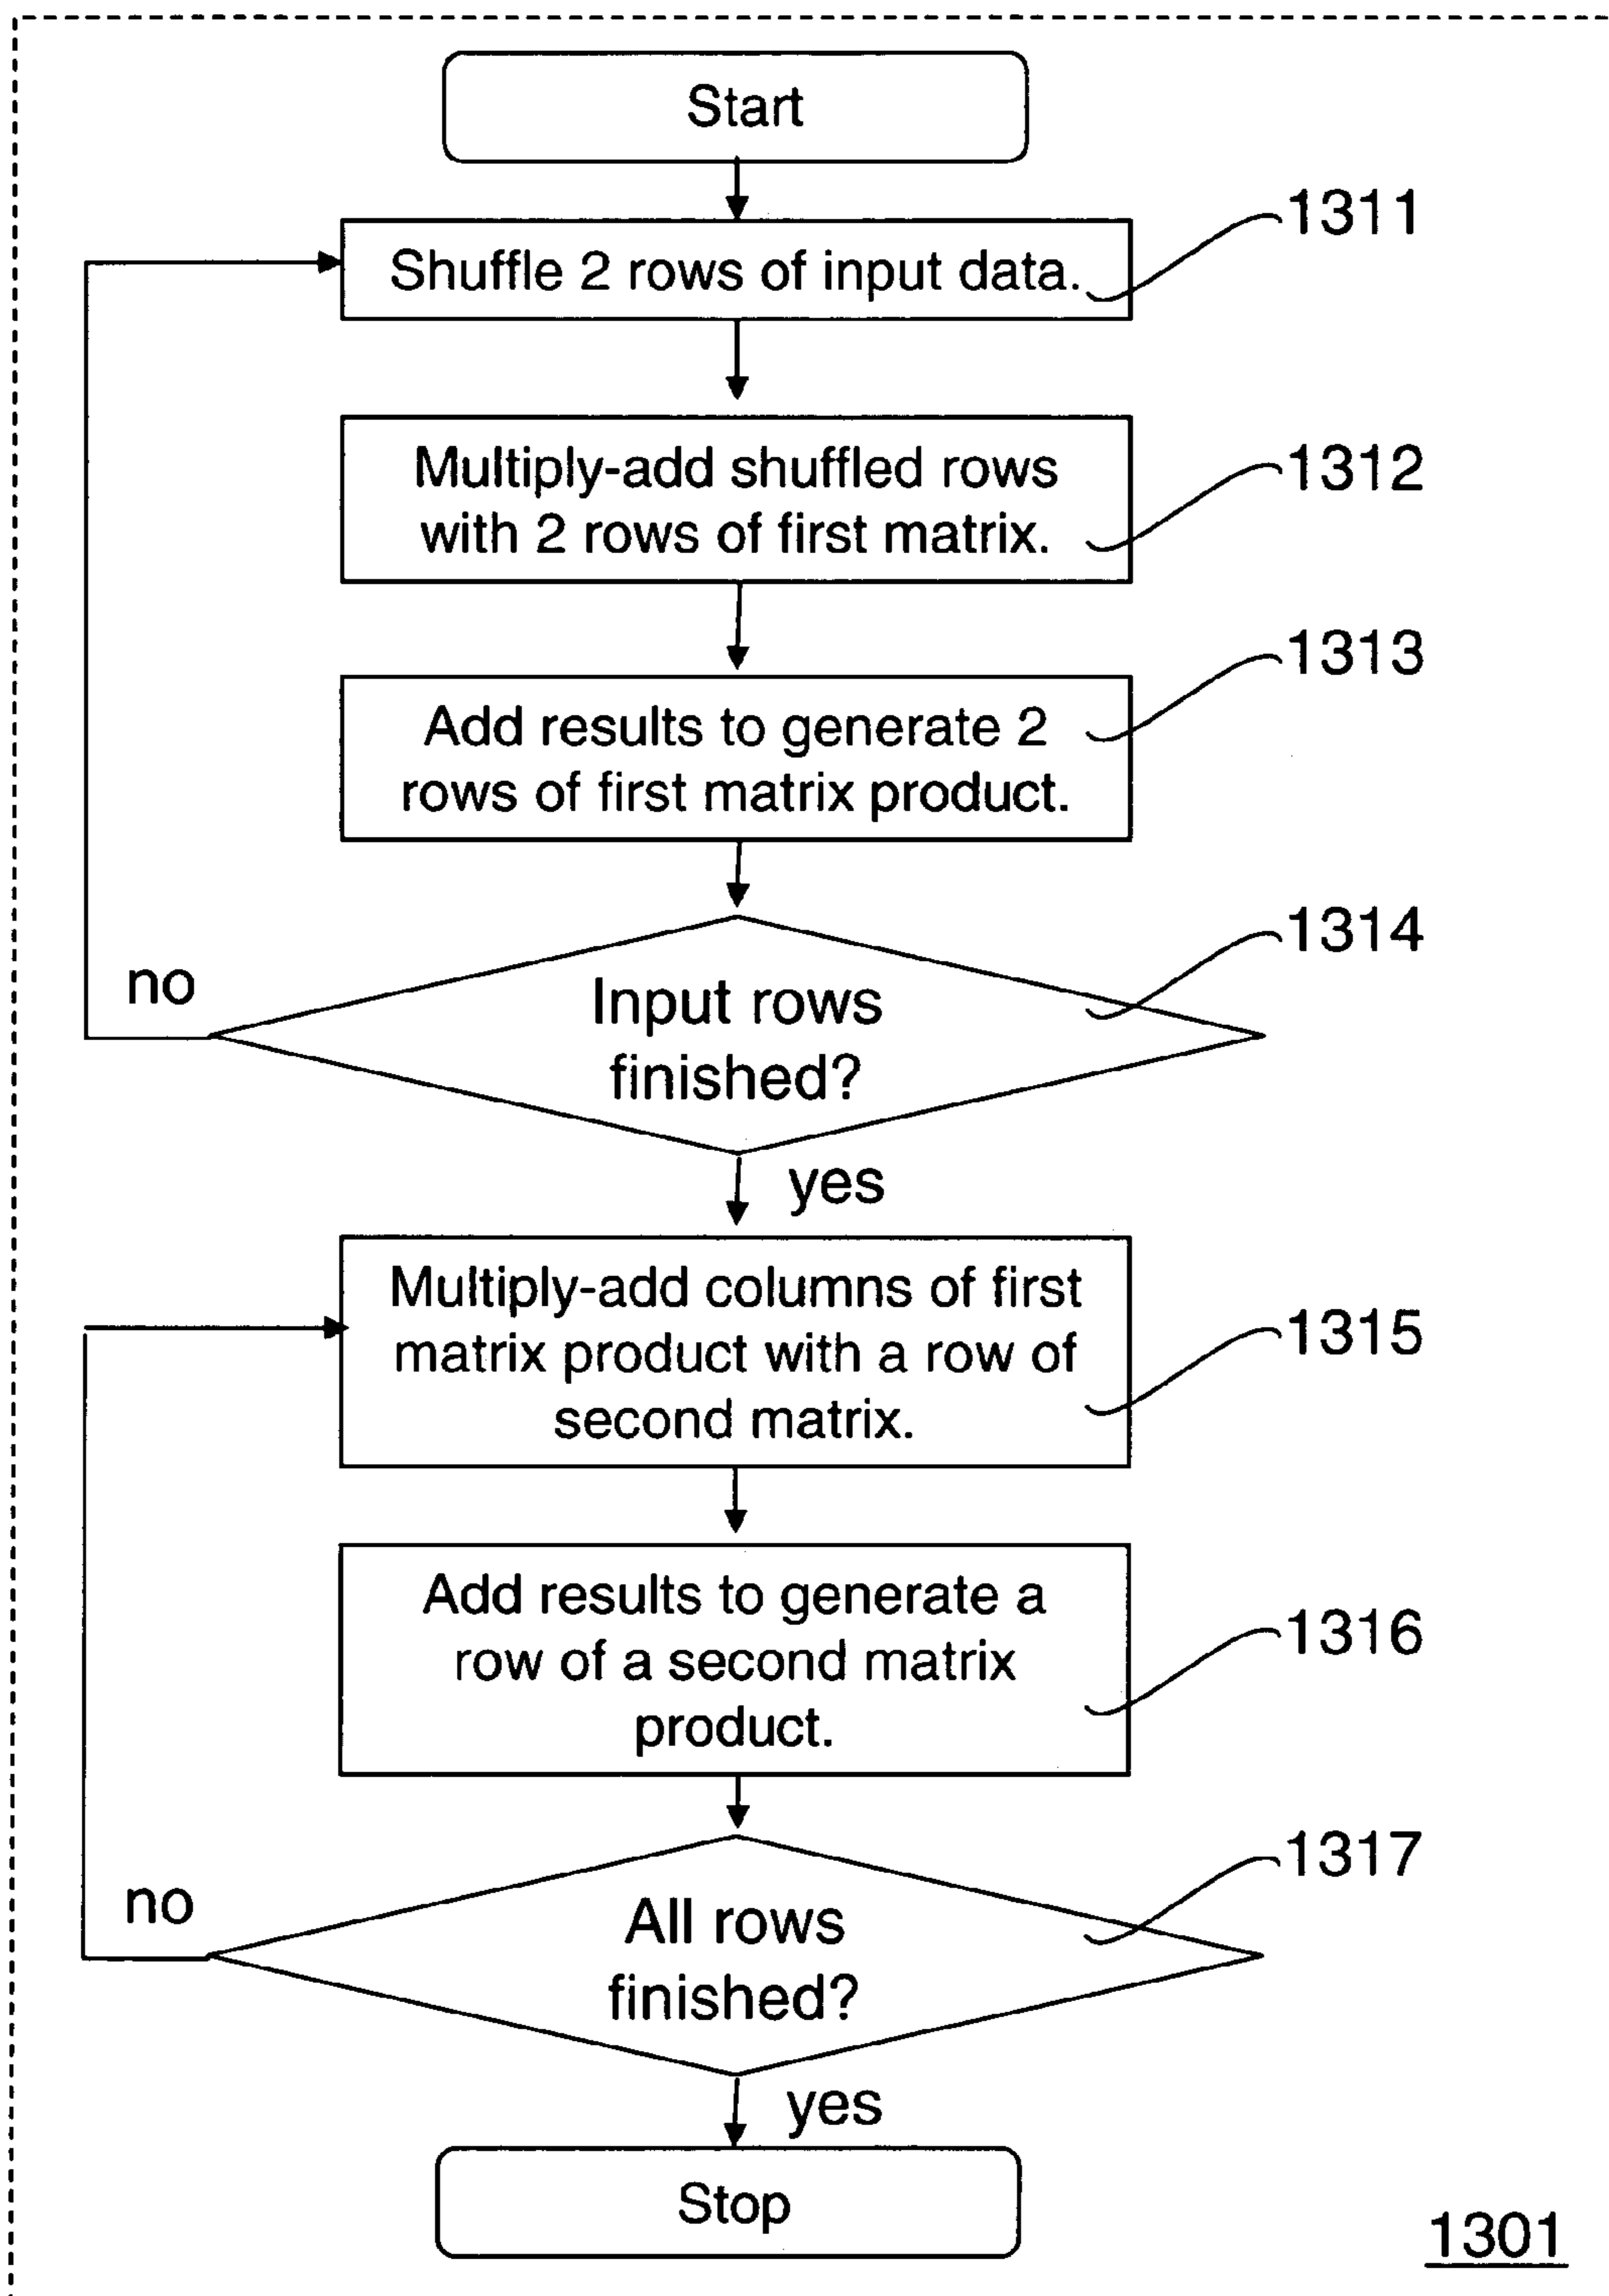 Start
1311
Shuffle 2 rows of input data.
Multiply-add shuffled rows
with 2 rows of first matrix.
1312
1313
Add results to generate 2
rows of first matrix product.
1314
no
Input rows
finished?
yes
Multiply-add columns of first
matrix product with a row of
second matrix.
1315
Add results to generate a
row of a second matrix
product.
1316
1317
no
All rows
finished?
yes
Stop
1301